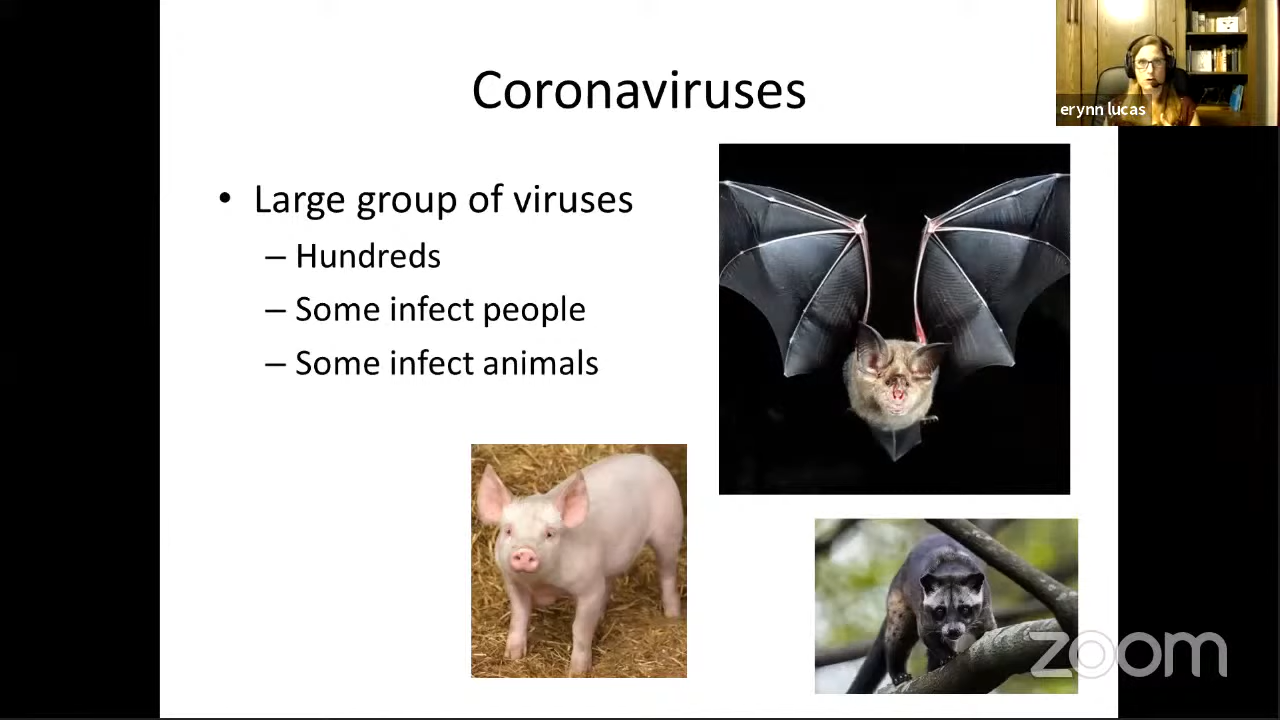 Coronaviruses
• Large group of viruses
– Hundreds
– Some infect people
– Some infect animals
erynn lucas
zoom